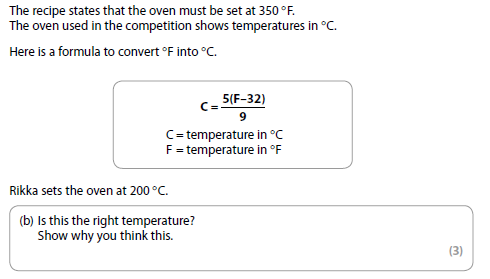 The recipe states that the oven must be set at 350 °F.
The oven used in the competition shows temperatures in °C.
Here is a formula to convert °F into °C.
C = 5(F–32)
9
C = temperature in °C
F = temperature in °F
Rikka sets the oven at 200 °C.
(b) Is this the right temperature?
Show why you think this.
(3)